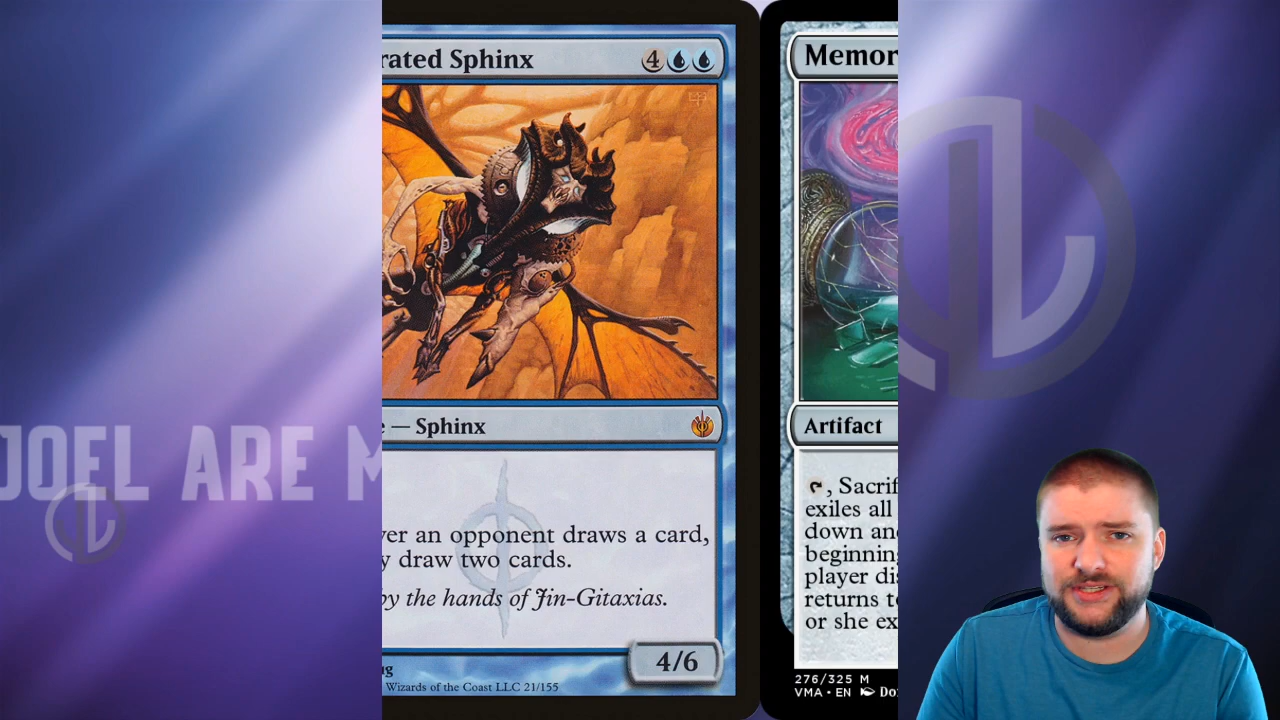 rated Sphinx 4
e — Sphinx
ver an opponent draws a card,
y draw two cards.
by the hands of Jin-Gitaxias.
4/6
ug
Wizards of the Coast LLC 21/155
Memor
Artifact
, Sacrif
exiles all
down and
beginning
player dis
returns to
or she ex
276/325 M
VMA • EN
JOEL ARE M